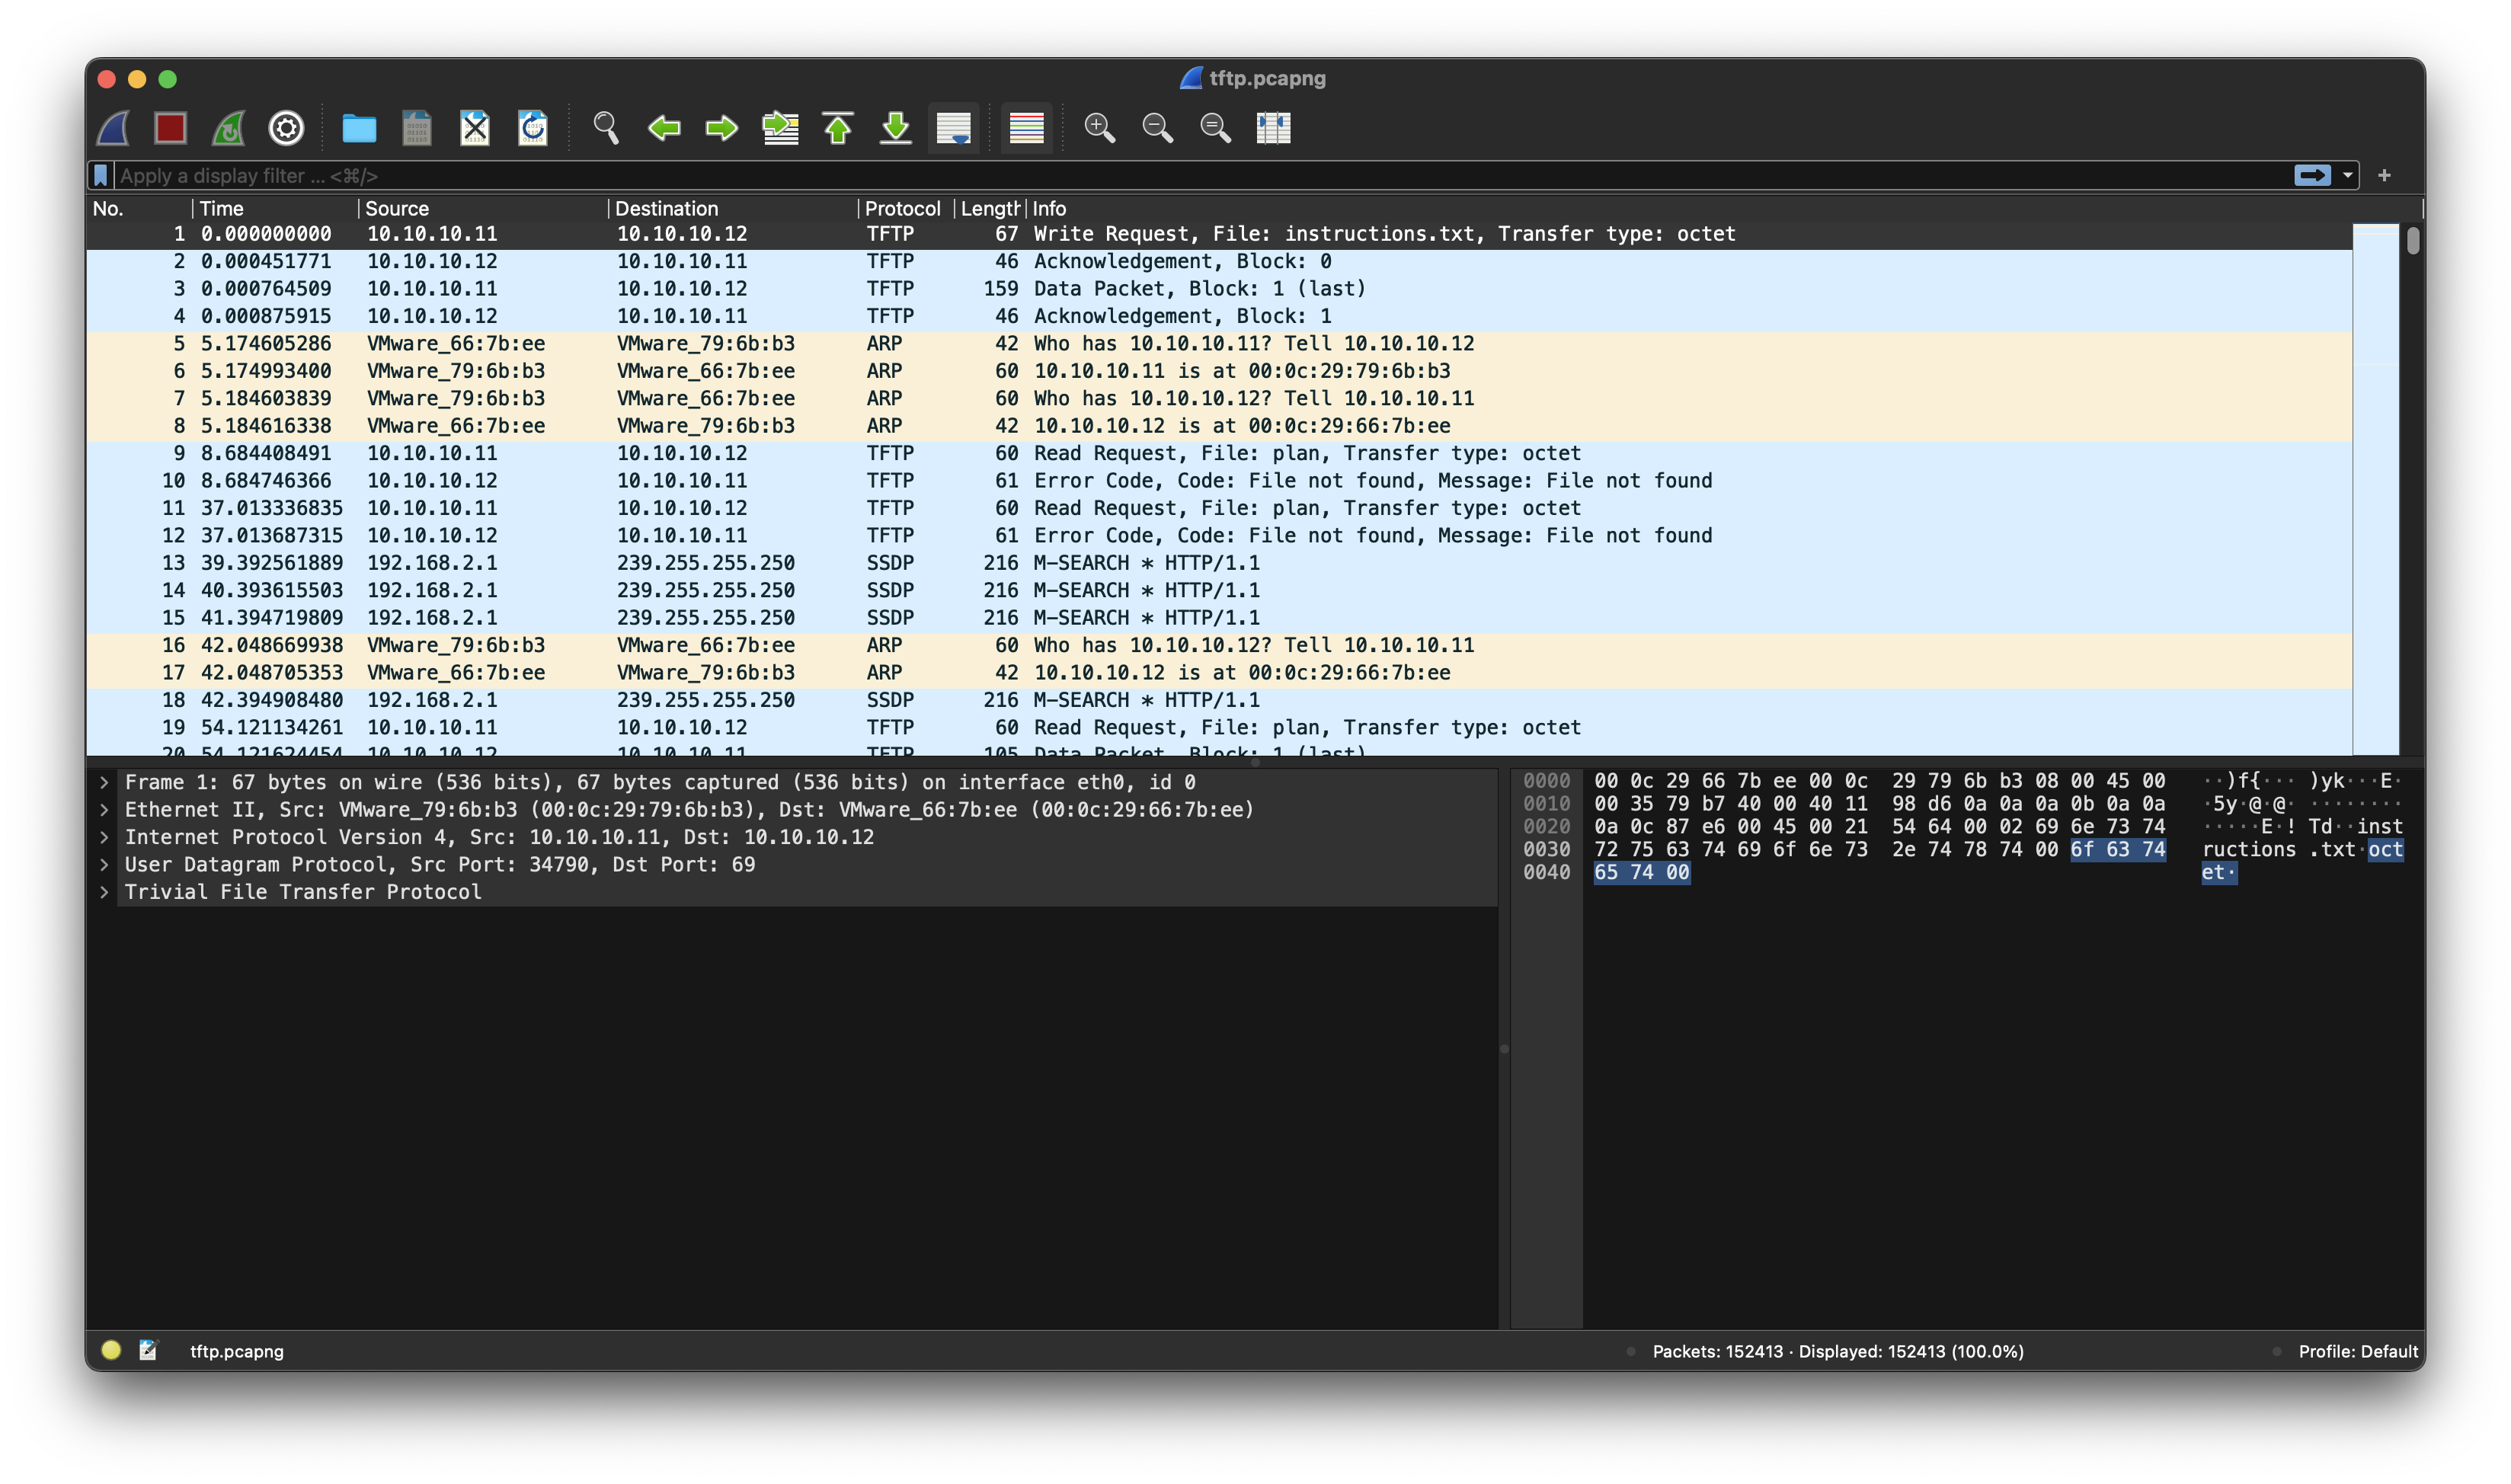 tftp.pcapng
Apply a display filter ... <⌘/>
No. Time Source Destination Protocol Length Info
1 0.000000000 10.10.10.11 10.10.10.12 TFTP 67 Write Request, File: instructions.txt, Transfer type: octet
2 0.000451771 10.10.10.12 10.10.10.11 TFTP 46 Acknowledgement, Block: 0
3 0.000764509 10.10.10.11 10.10.10.12 TFTP 159 Data Packet, Block: 1 (last)
4 0.000875915 10.10.10.12 10.10.10.11 TFTP 46 Acknowledgement, Block: 1
5 5.174605286 VMware_66:7b:ee VMware_79:6b:b3 ARP 42 Who has 10.10.10.11? Tell 10.10.10.12
6 5.174993400 VMware_79:6b:b3 VMware_66:7b:ee ARP 60 10.10.10.11 is at 00:0c:29:79:6b:b3
7 5.184603839 VMware_79:6b:b3 VMware_66:7b:ee ARP 60 Who has 10.10.10.12? Tell 10.10.10.11
8 5.184616338 VMware_66:7b:ee VMware_79:6b:b3 ARP 42 10.10.10.12 is at 00:0c:29:66:7b:ee
9 8.684408491 10.10.10.11 10.10.10.12 TFTP 60 Read Request, File: plan, Transfer type: octet
10 8.684746366 10.10.10.12 10.10.10.11 TFTP 61 Error Code, Code: File not found, Message: File not found
11 37.013336835 10.10.10.11 10.10.10.12 TFTP 60 Read Request, File: plan, Transfer type: octet
12 37.013687315 10.10.10.12 10.10.10.11 TFTP 61 Error Code, Code: File not found, Message: File not found
13 39.392561889 192.168.2.1 239.255.255.250 SSDP 216 M-SEARCH * HTTP/1.1
14 40.393615503 192.168.2.1 239.255.255.250 SSDP 216 M-SEARCH * HTTP/1.1
15 41.394719809 192.168.2.1 239.255.255.250 SSDP 216 M-SEARCH * HTTP/1.1
16 42.048669938 VMware_79:6b:b3 VMware_66:7b:ee ARP 60 Who has 10.10.10.12? Tell 10.10.10.11
17 42.048705353 VMware_66:7b:ee VMware_79:6b:b3 ARP 42 10.10.10.12 is at 00:0c:29:66:7b:ee
18 42.394908480 192.168.2.1 239.255.255.250 SSDP 216 M-SEARCH * HTTP/1.1
19 54.121134261 10.10.10.11 10.10.10.12 TFTP 60 Read Request, File: plan, Transfer type: octet
20 54.121624454 10.10.10.12 10.10.10.11 TFTP 105 Data Packet, Block: 1 (last)
Frame 1: 67 bytes on wire (536 bits), 67 bytes captured (536 bits) on interface eth0, id 0
Ethernet II, Src: VMware_79:6b:b3 (00:0c:29:79:6b:b3), Dst: VMware_66:7b:ee (00:0c:29:66:7b:ee)
Internet Protocol Version 4, Src: 10.10.10.11, Dst: 10.10.10.12
User Datagram Protocol, Src Port: 34790, Dst Port: 69
Trivial File Transfer Protocol
0000 00 0c 29 66 7b ee 00 0c 29 79 6b b3 08 00 45 00 ··)f{··· )yk···E·
0010 00 35 79 b7 40 00 40 11 98 d6 0a 0a 0a 0b 0a 0a ·5y·@·@· ········
0020 0a 0c 87 e6 00 45 00 21 54 64 00 02 69 6e 73 74 ·····E·! Td··inst
0030 72 75 63 74 69 6f 6e 73 2e 74 78 74 00 6f 63 74 ructions .txt·oct
0040 65 74 00 et·
tftp.pcapng
Packets: 152413 · Displayed: 152413 (100.0%)
Profile: Default